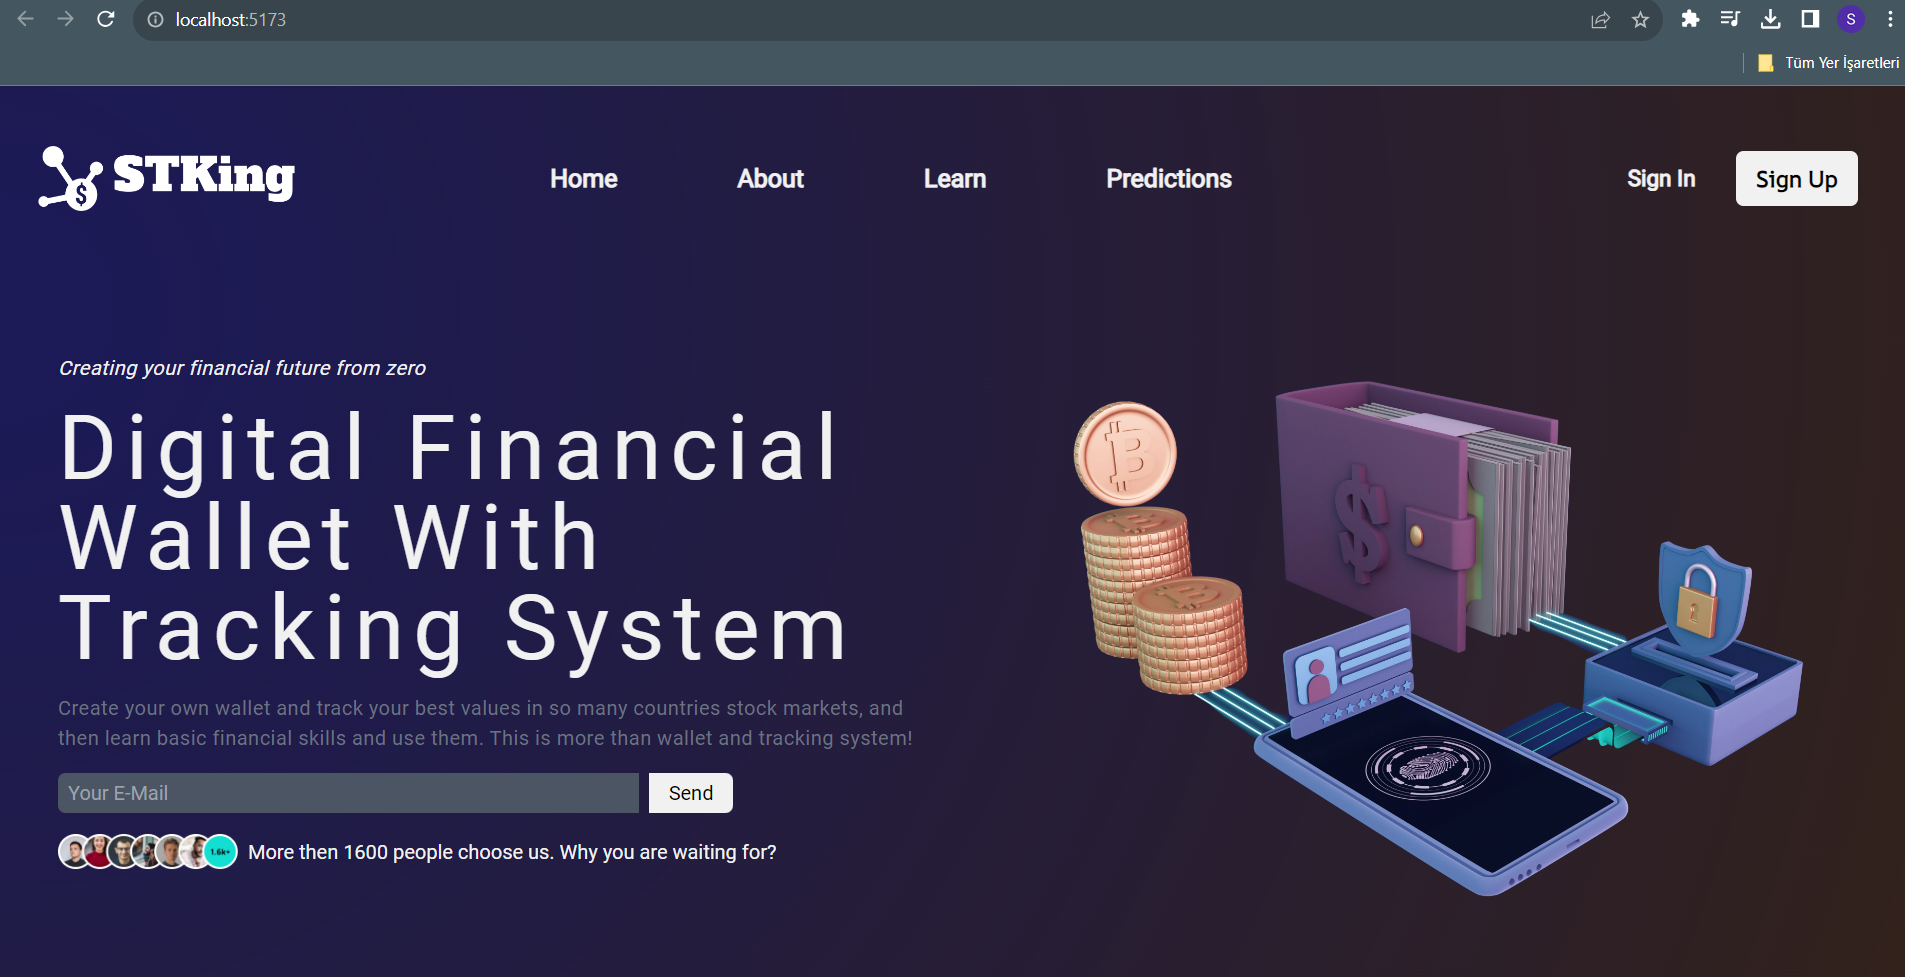 localhost:5173
S
Tüm Yer İşaretleri
STKing
Home
About
Learn
Predictions
Sign In
Sign Up
Creating your financial future from zero
Digital Financial
Wallet With
Tracking System
Create your own wallet and track your best values in so many countries stock markets, and
then learn basic financial skills and use them. This is more than wallet and tracking system!
Your E-Mail
Send
1.6k+
More then 1600 people choose us. Why you are waiting for?